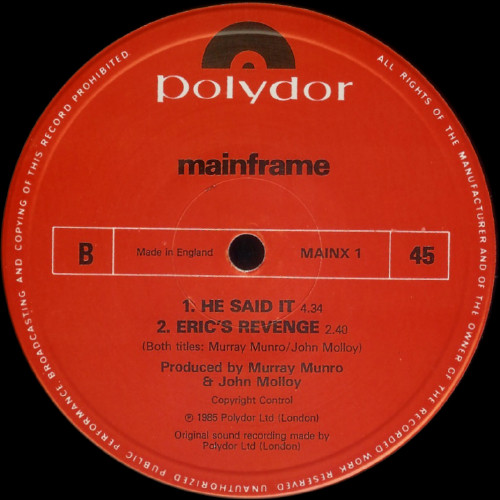 polydor
mainframe
B
Made in England
MAINX 1
45
1. HE SAID IT 4.34
2. ERIC'S REVENGE 2.40
(Both titles: Murray Munro/John Molloy)
Produced by Murray Munro
& John Molloy
Copyright Control
℗ 1985 Polydor Ltd (London)
Original sound recording made by
Polydor Ltd (London)
ALL RIGHTS OF THE MANUFACTURER AND OF THE OWNER OF THE RECORDED WORK RESERVED UNAUTHORIZED PUBLIC PERFORMANCE, BROADCASTING AND COPYING OF THIS RECORD PROHIBITED